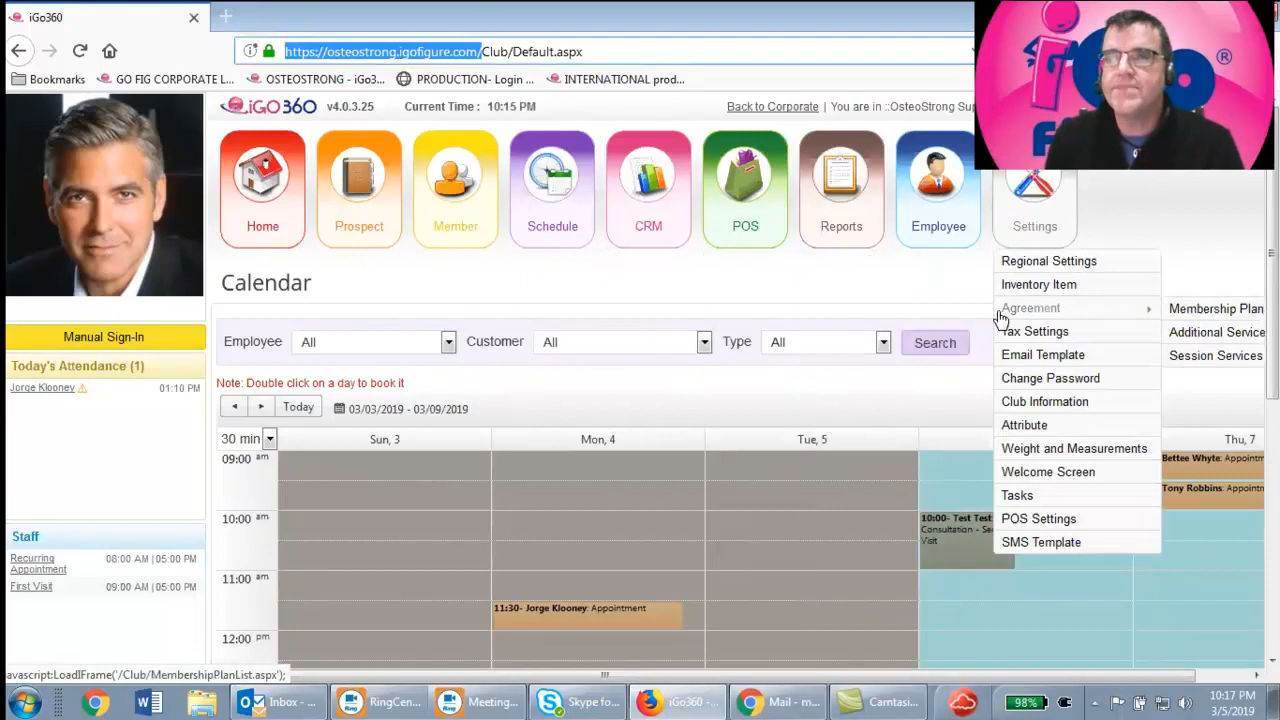 iGo360
https://osteostrong.igofigure.com/Club/Default.aspx
Bookmarks
GO FIG CORPORATE L...
OSTEOSTRONG - iGo3...
PRODUCTION- Login ...
INTERNATIONAL prod...
iGO360
v4.0.3.25
Current Time : 10:15 PM
Back to Corporate
You are in ::OsteoStrong Sup
Home
Prospect
Member
Schedule
CRM
POS
Reports
Employee
Settings
Regional Settings
Inventory Item
Agreement
Tax Settings
Email Template
Change Password
Club Information
Attribute
Weight and Measurements
Welcome Screen
Tasks
POS Settings
SMS Template
Membership Plan
Additional Service
Session Services
Calendar
Employee
All
Customer
All
Type
All
Search
Note: Double click on a day to book it
Today
03/03/2019 - 03/09/2019
30 min
Sun, 3
Mon, 4
Tue, 5
Thu, 7
09:00 am
10:00 am
11:00 am
12:00 pm
Bettee Whyte: Appointm
Tony Robbins: Appointm
10:00- Test Test
Consultation - Se
Visit
11:30- Jorge Klooney: Appointment
Manual Sign-In
Today's Attendance (1)
Jorge Klooney
01:10 PM
Staff
Recurring
Appointment
08:00 AM | 05:00 PM
First Visit
09:00 AM | 05:00 PM
avascript:LoadIFrame('/Club/MembershipPlanList.aspx');
Inbox - ...
RingCen...
Meeting...
Skype fo...
iGo360 -...
Mail - m...
Camtasi...
98%
10:17 PM
3/5/2019